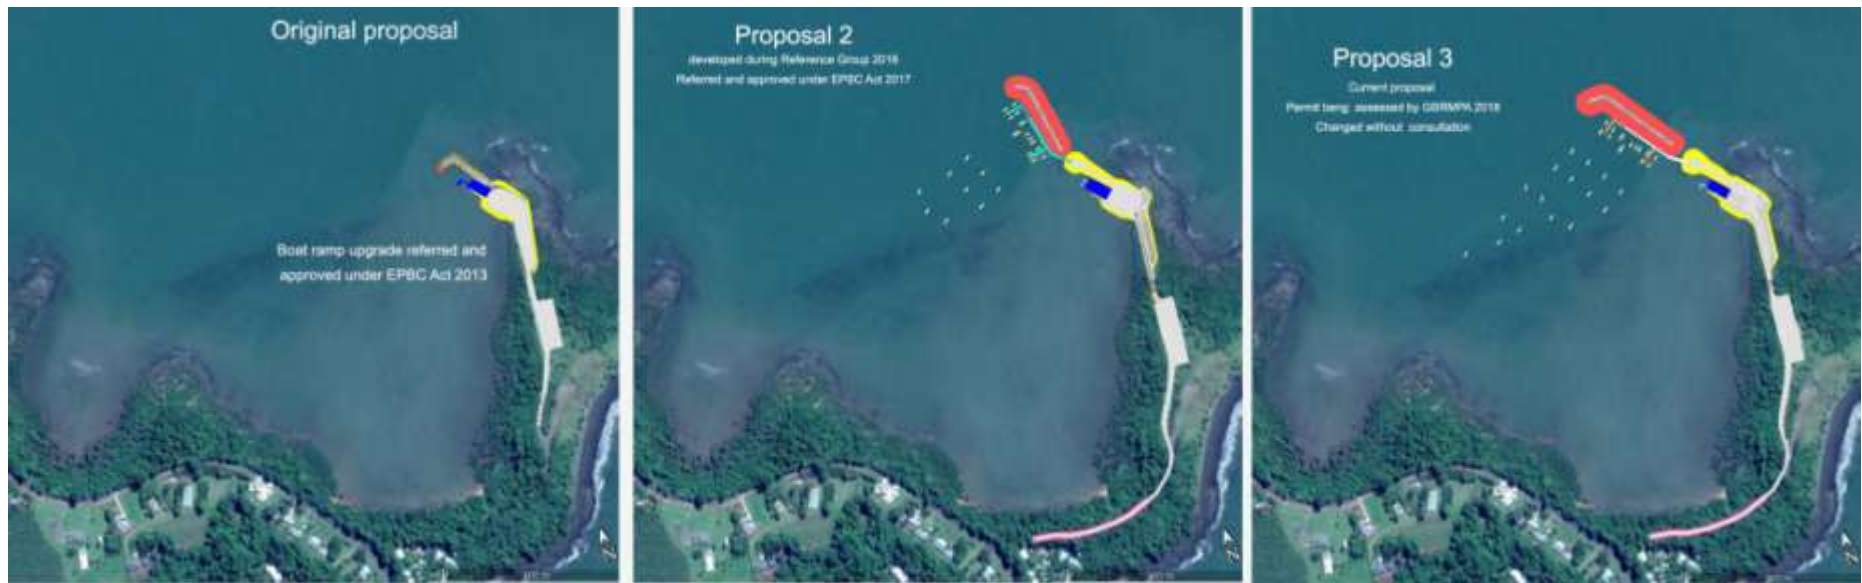 Original proposal
Boat ramp upgrade referred and
approved under EPBC Act 2013
Proposal 2
developed during Reference Group 2016
Referred and approved under EPBC Act 2017
Proposal 3
Current proposal
Permit being assessed by GBRMPA 2018
Changed without consultation
N
N
N